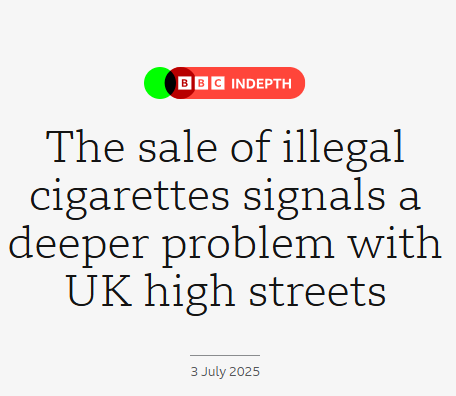 BBC INDEPTH
The sale of illegal
cigarettes signals a
deeper problem with
UK high streets
3 July 2025